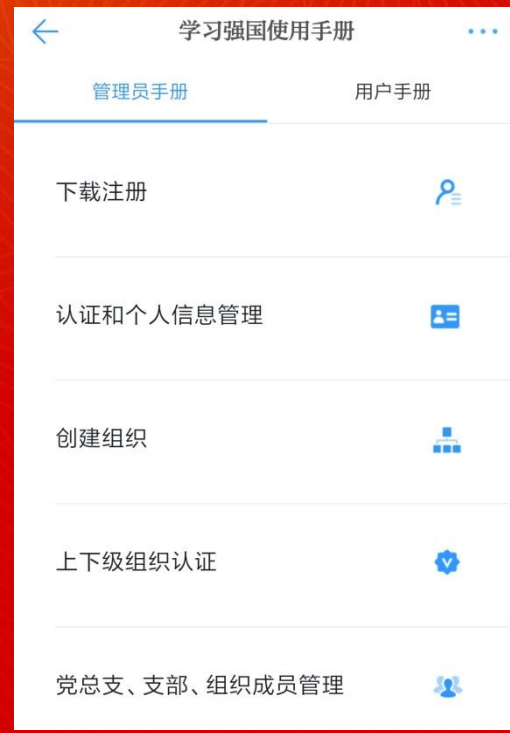 学习强国使用手册
管理员手册 用户手册
下载注册
认证和个人信息管理
创建组织
上下级组织认证
党总支、支部、组织成员管理